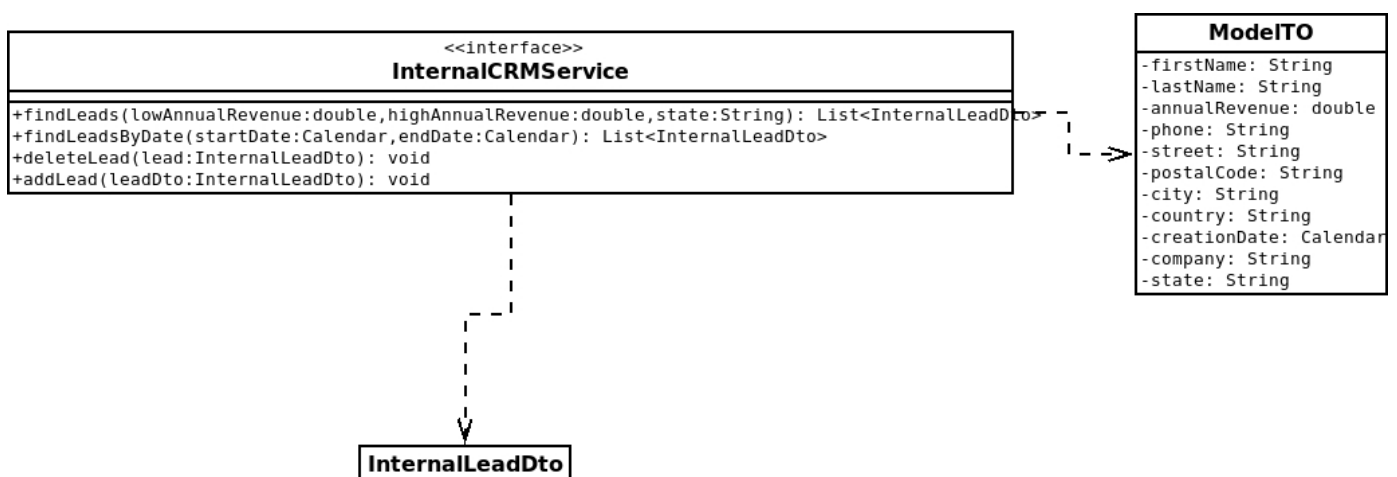 <<interface>>
InternalCRMService
+findLeads(lowAnnualRevenue:double,highAnnualRevenue:double,state:String): List<InternalLeadDto>
+findLeadsByDate(startDate:Calendar,endDate:Calendar): List<InternalLeadDto>
+deleteLead(lead:InternalLeadDto): void
+addLead(leadDto:InternalLeadDto): void
ModelTO
-firstName: String
-lastName: String
-annualRevenue: double
-phone: String
-street: String
-postalCode: String
-city: String
-country: String
-creationDate: Calendar
-company: String
-state: String
InternalLeadDto